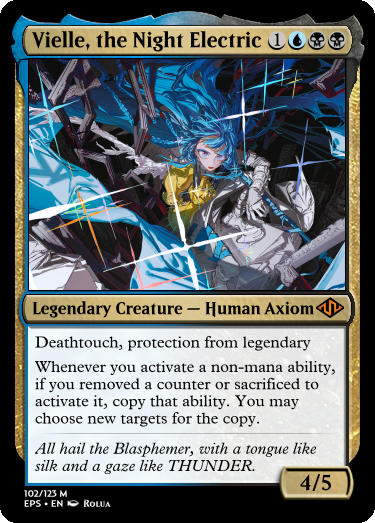 Vielle, the Night Electric 1
Legendary Creature — Human Axiom
Deathtouch, protection from legendary
Whenever you activate a non-mana ability,
if you removed a counter or sacrificed to
activate it, copy that ability. You may
choose new targets for the copy.
All hail the Blasphemer, with a tongue like
silk and a gaze like THUNDER.
4/5
102/123 M
EPS • EN Rolua